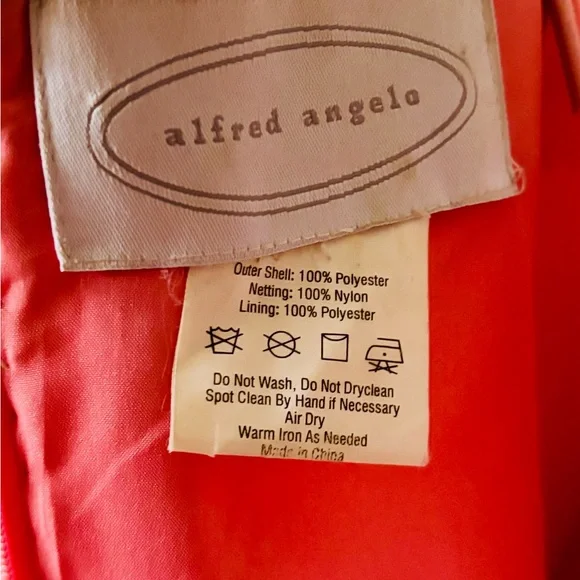 alfred angelo
Outer Shell: 100% Polyester
Netting: 100% Nylon
Lining: 100% Polyester
Do Not Wash, Do Not Dryclean
Spot Clean By Hand if Necessary
Air Dry
Warm Iron As Needed
Made in China